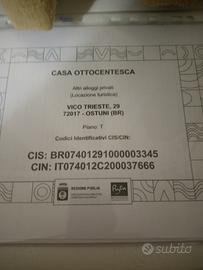 CASA OTTOCENTESCA
Altri alloggi privati
(Locazione turistica)
VICO TRIESTE, 29
72017 - OSTUNI (BR)
Piano: T
Codici Identificativi CIS/CIN:
CIS: BR07401291000003345
CIN: IT074012C200037666
REGIONE PUGLIA
subito